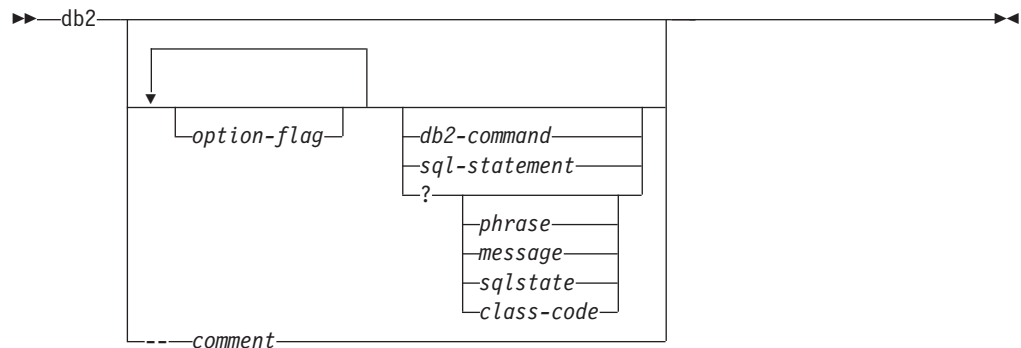 db2
option-flag
db2-command
sql-statement
?
phrase
message
sqlstate
class-code
-- comment